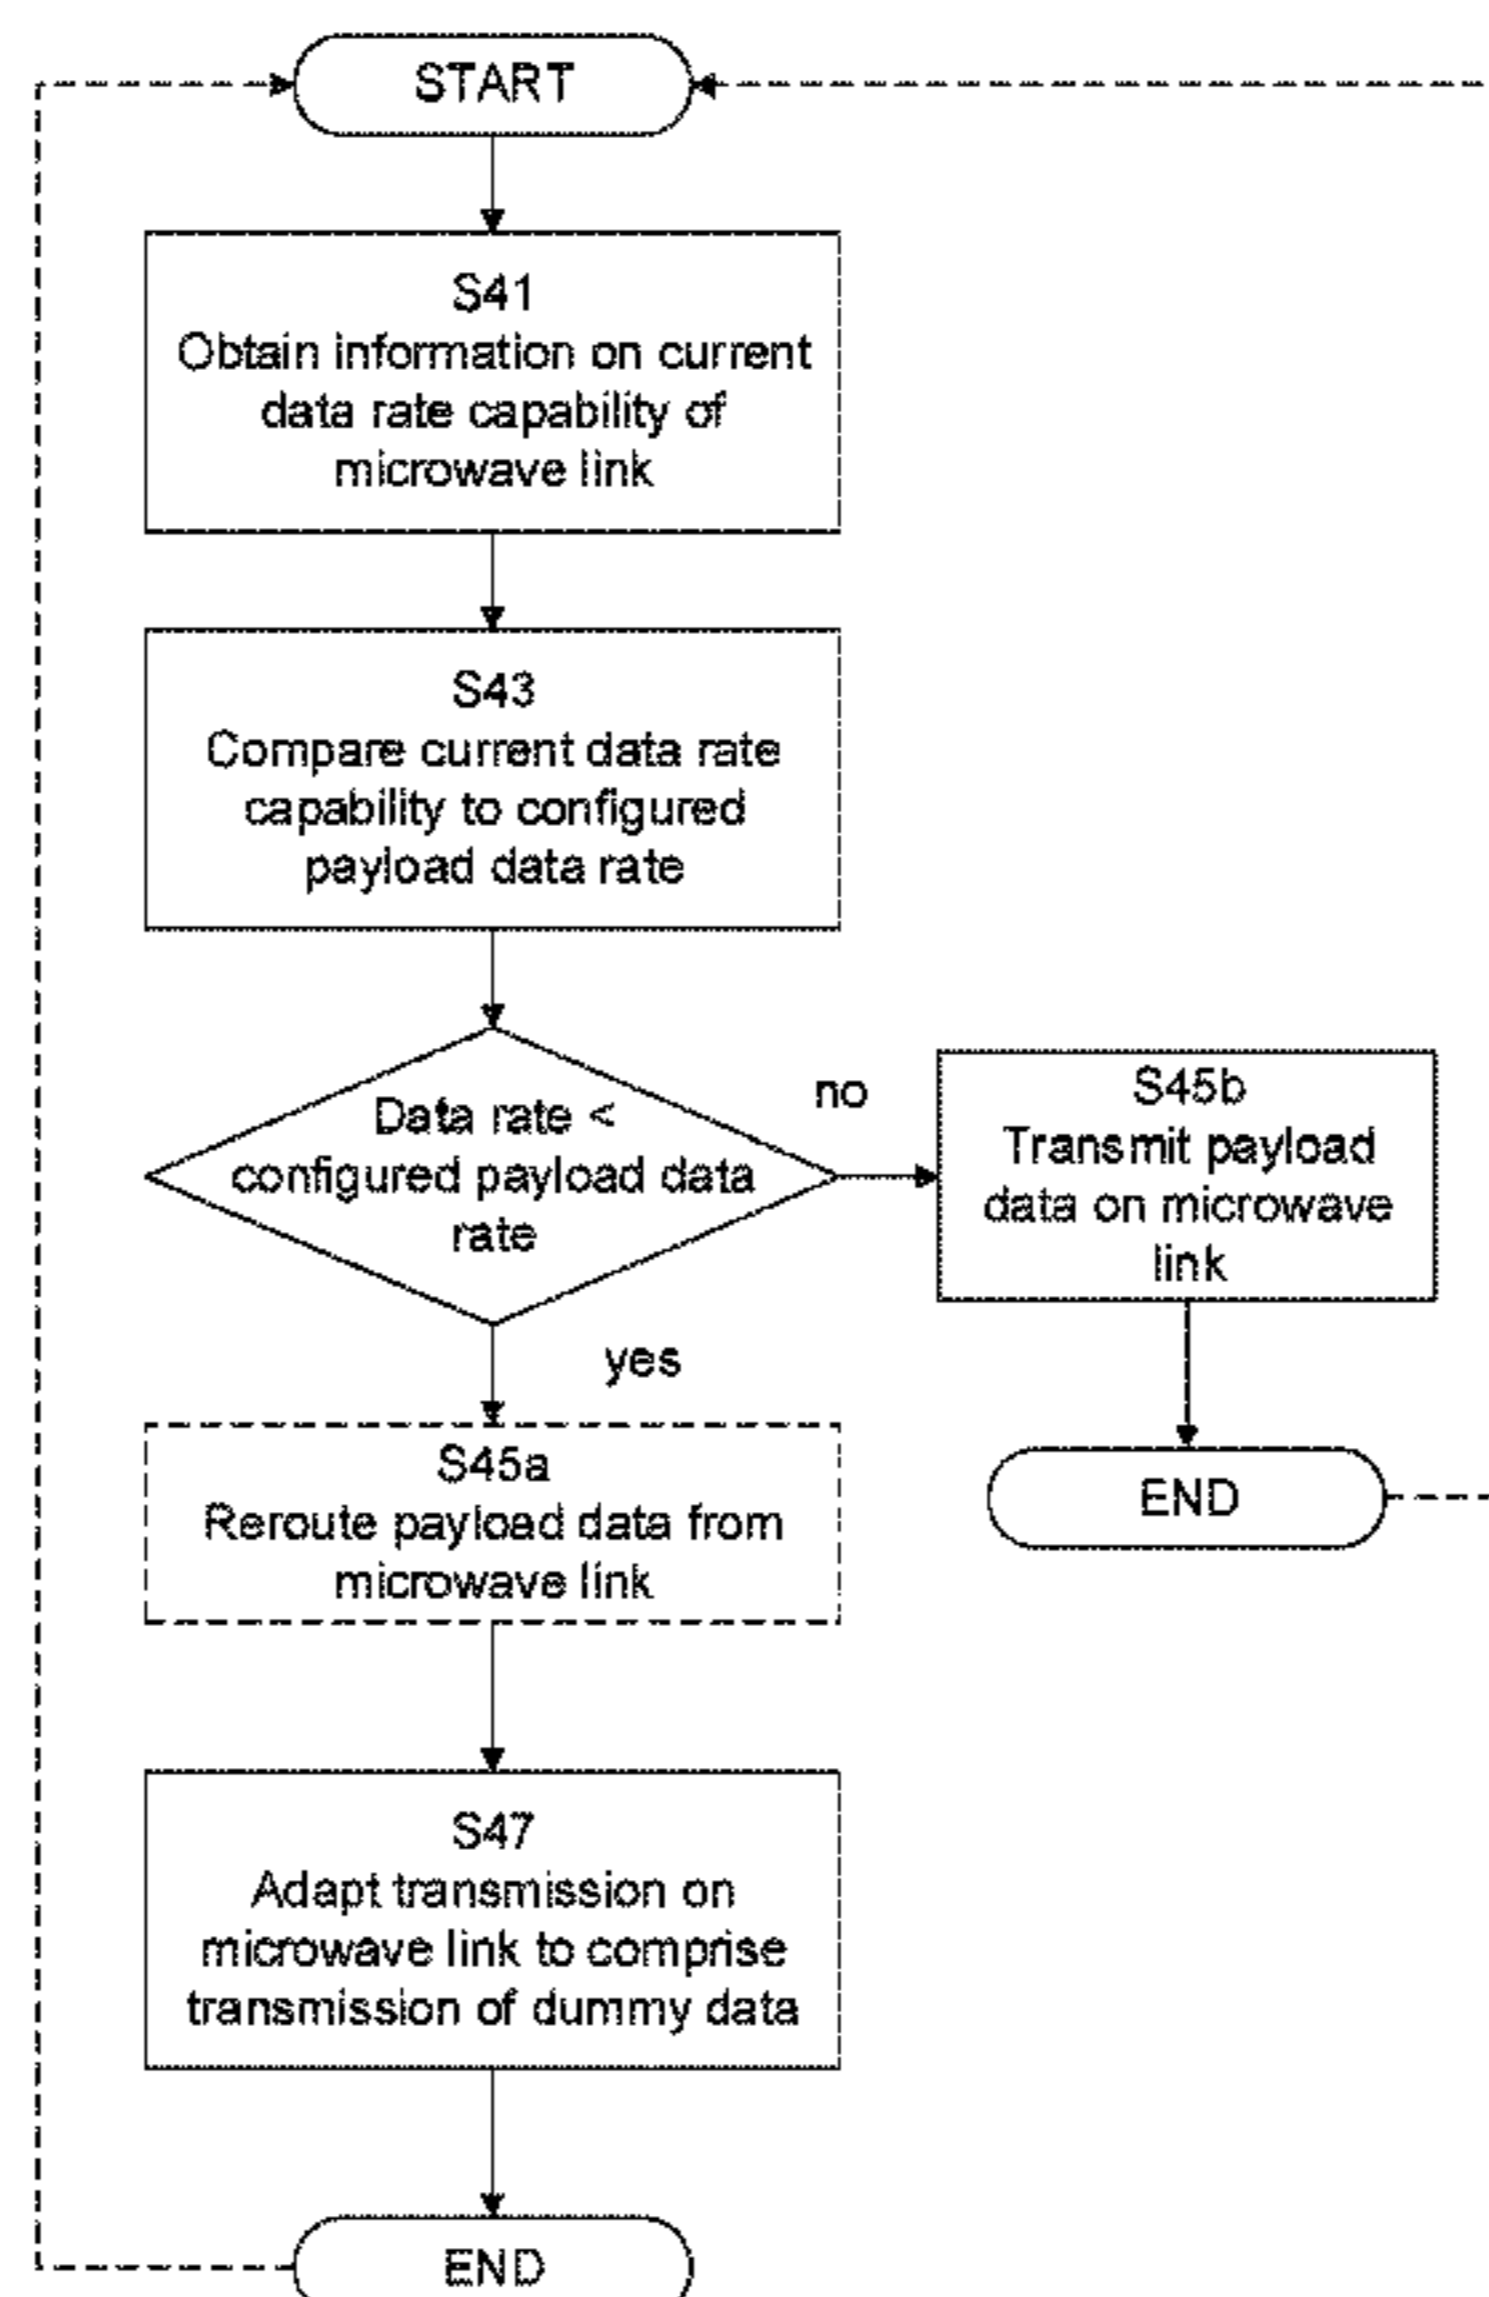 START
S41
Obtain information on current
data rate capability of
microwave link
S43
Compare current data rate
capability to configured
paylod data rate
Data rate <
configured payload data
rate
no
S45b
Transmit payload
data on microwave
link
yes
END
S45a
Reroute payload data from
microwave link
S47
Adapt transmission on
microwave link to comprise
transmission of dummy data
END